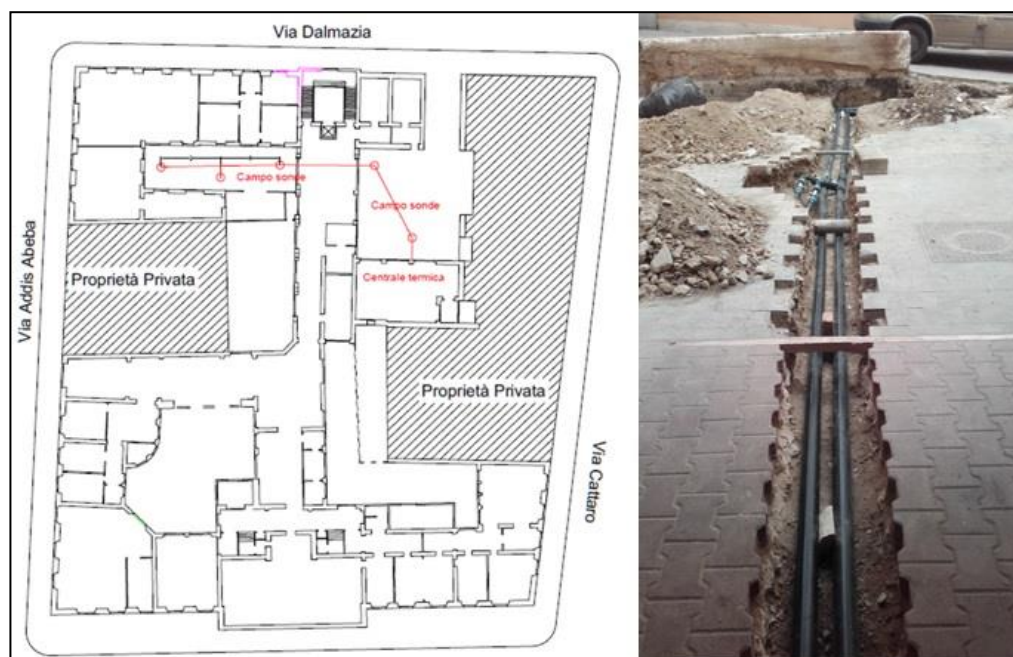 Via Dalmazia
Campo sonde
Campo sonde
Proprietà Privata
Centrale termica
Via Addis Abeba
Proprietà Privata
Via Cattaro